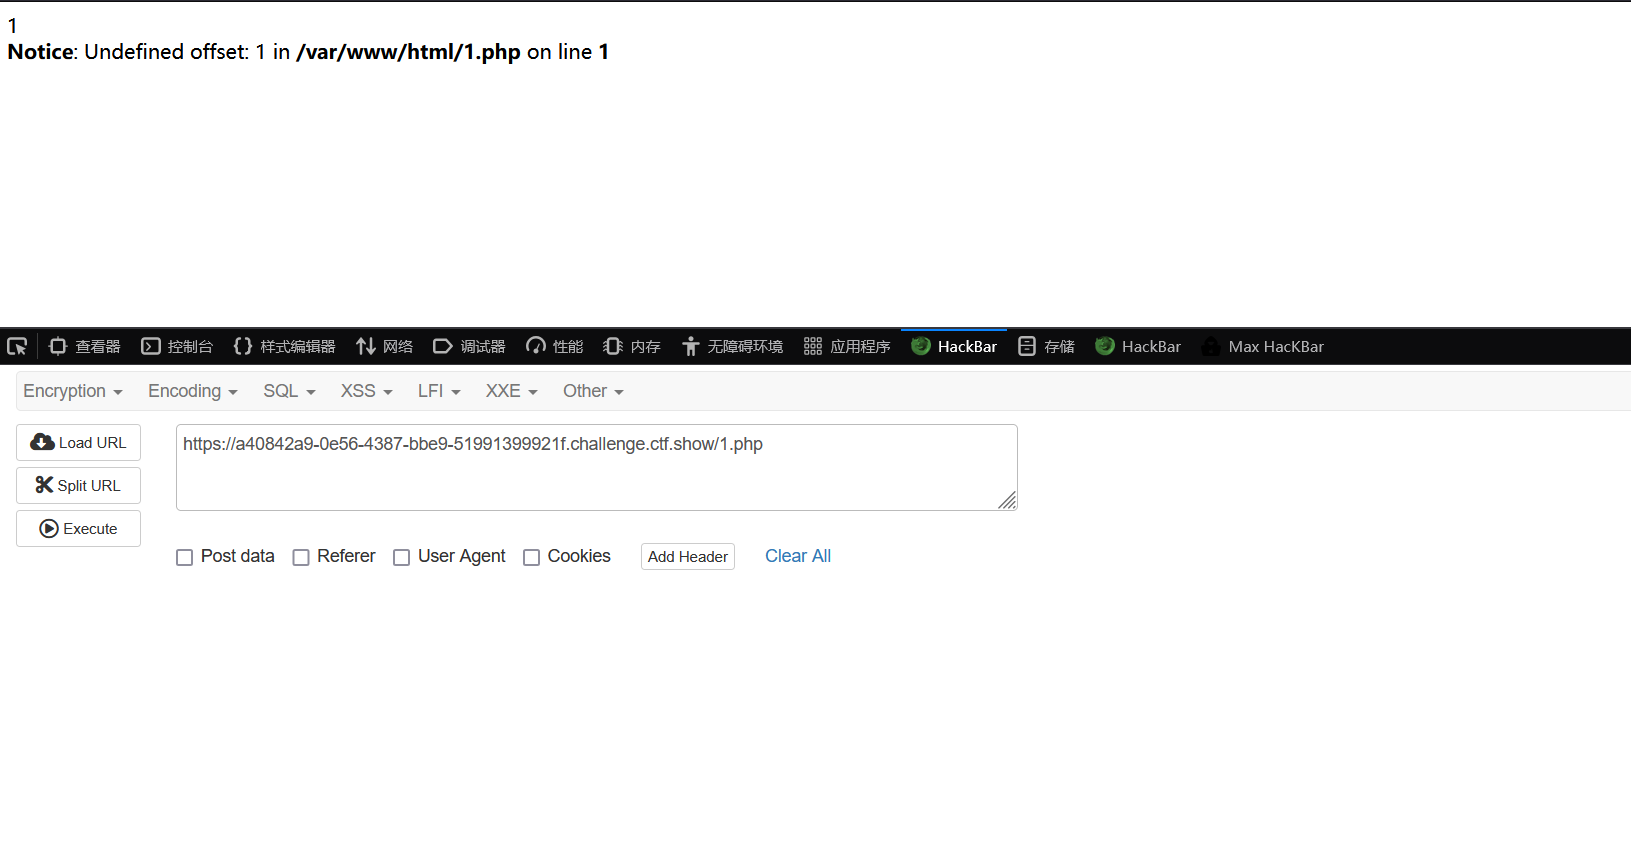 1
Notice: Undefined offset: 1 in /var/www/html/1.php on line 1
查看器 控制台 样式编辑器 网络 调试器 性能 内存 无障碍环境 应用程序 HackBar 存储 HackBar Max HacKBar
Encryption Encoding SQL XSS LFI XXE Other
Load URL
https://a40842a9-0e56-4387-bbe9-51991399921f.challenge.ctf.show/1.php
Split URL
Execute
Post data Referer User Agent Cookies Add Header Clear All